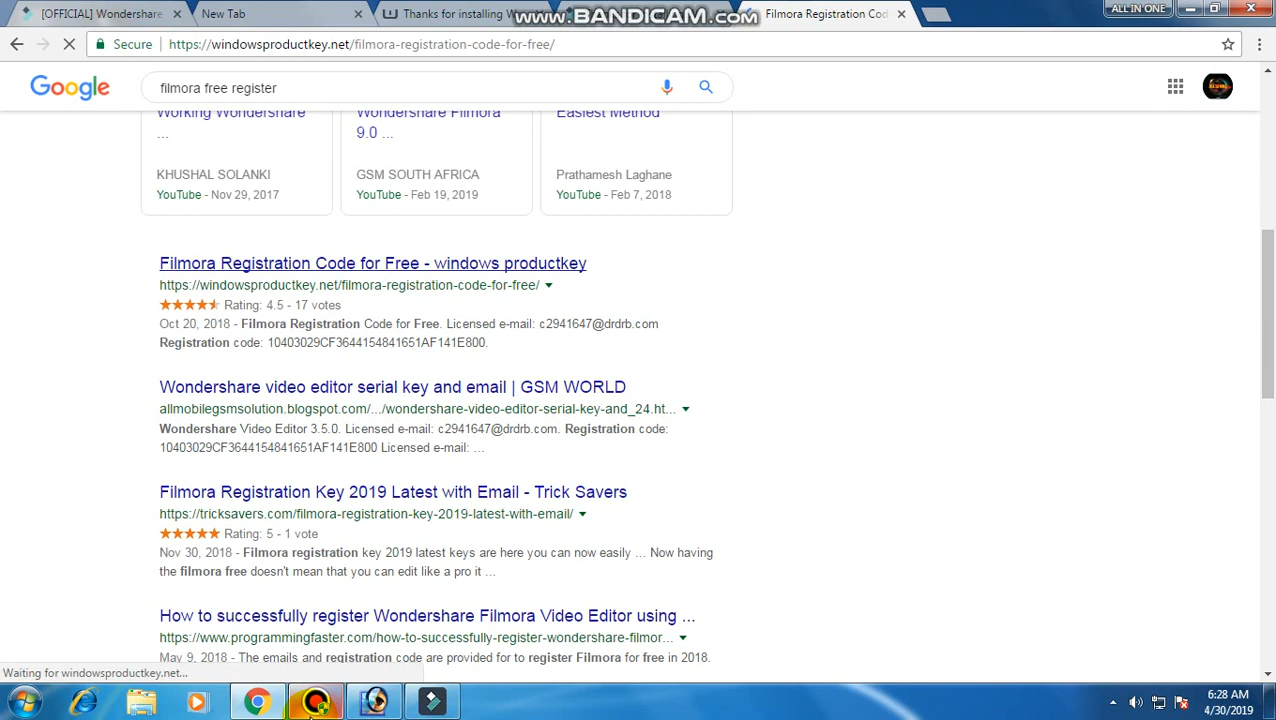 www.BANDICAM.com
[OFFICIAL] Wondershare
New Tab
Thanks for installing W
Filmora Registration Cod
ALL IN ONE
Secure
https://windowsproductkey.net/filmora-registration-code-for-free/
Google
filmora free register
Working Wondershare
...
KHUSHAL SOLANKI
YouTube - Nov 29, 2017
Wondershare Filmora
9.0 ...
GSM SOUTH AFRICA
YouTube - Feb 19, 2019
Easiest Method
Prathamesh Laghane
YouTube - Feb 7, 2018
Filmora Registration Code for Free - windows productkey
https://windowsproductkey.net/filmora-registration-code-for-free/
Rating: 4.5 - 17 votes
Oct 20, 2018 - Filmora Registration Code for Free. Licensed e-mail: c2941647@drdrb.com
Registration code: 10403029CF3644154841651AF141E800.
Wondershare video editor serial key and email | GSM WORLD
allmobilegsmsolution.blogspot.com/.../wondershare-video-editor-serial-key-and_24.ht...
Wondershare Video Editor 3.5.0. Licensed e-mail: c2941647@drdrb.com. Registration code:
10403029CF3644154841651AF141E800 Licensed e-mail: ...
Filmora Registration Key 2019 Latest with Email - Trick Savers
https://tricksavers.com/filmora-registration-key-2019-latest-with-email/
Rating: 5 - 1 vote
Nov 30, 2018 - Filmora registration key 2019 latest keys are here you can now easily ... Now having
the filmora free doesn't mean that you can edit like a pro it ...
How to successfully register Wondershare Filmora Video Editor using ...
https://www.programmingfaster.com/how-to-successfully-register-wondershare-filmor...
May 9, 2018 - The emails and registration code are provided for to register Filmora for free in 2018.
Waiting for windowsproductkey.net...
6:28 AM
4/30/2019